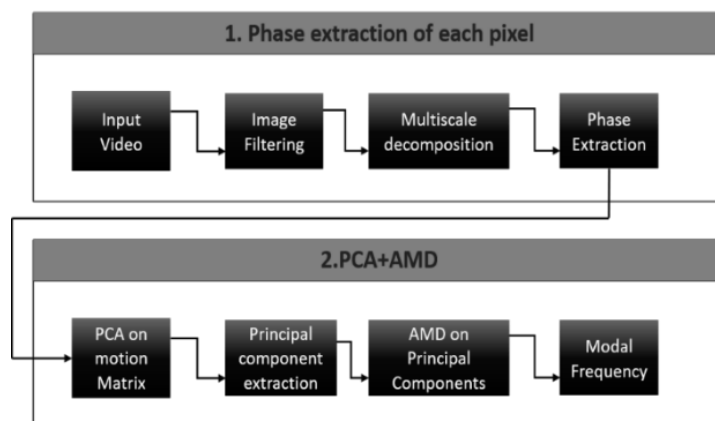 1. Phase extraction of each pixel
Input
Video
Image
Filtering
Multiscale
decomposition
Phase
Extraction
2.PCA+AMD
PCA on
motion
Matrix
Principal
component
extraction
AMD on
Principal
Components
Modal
Frequency